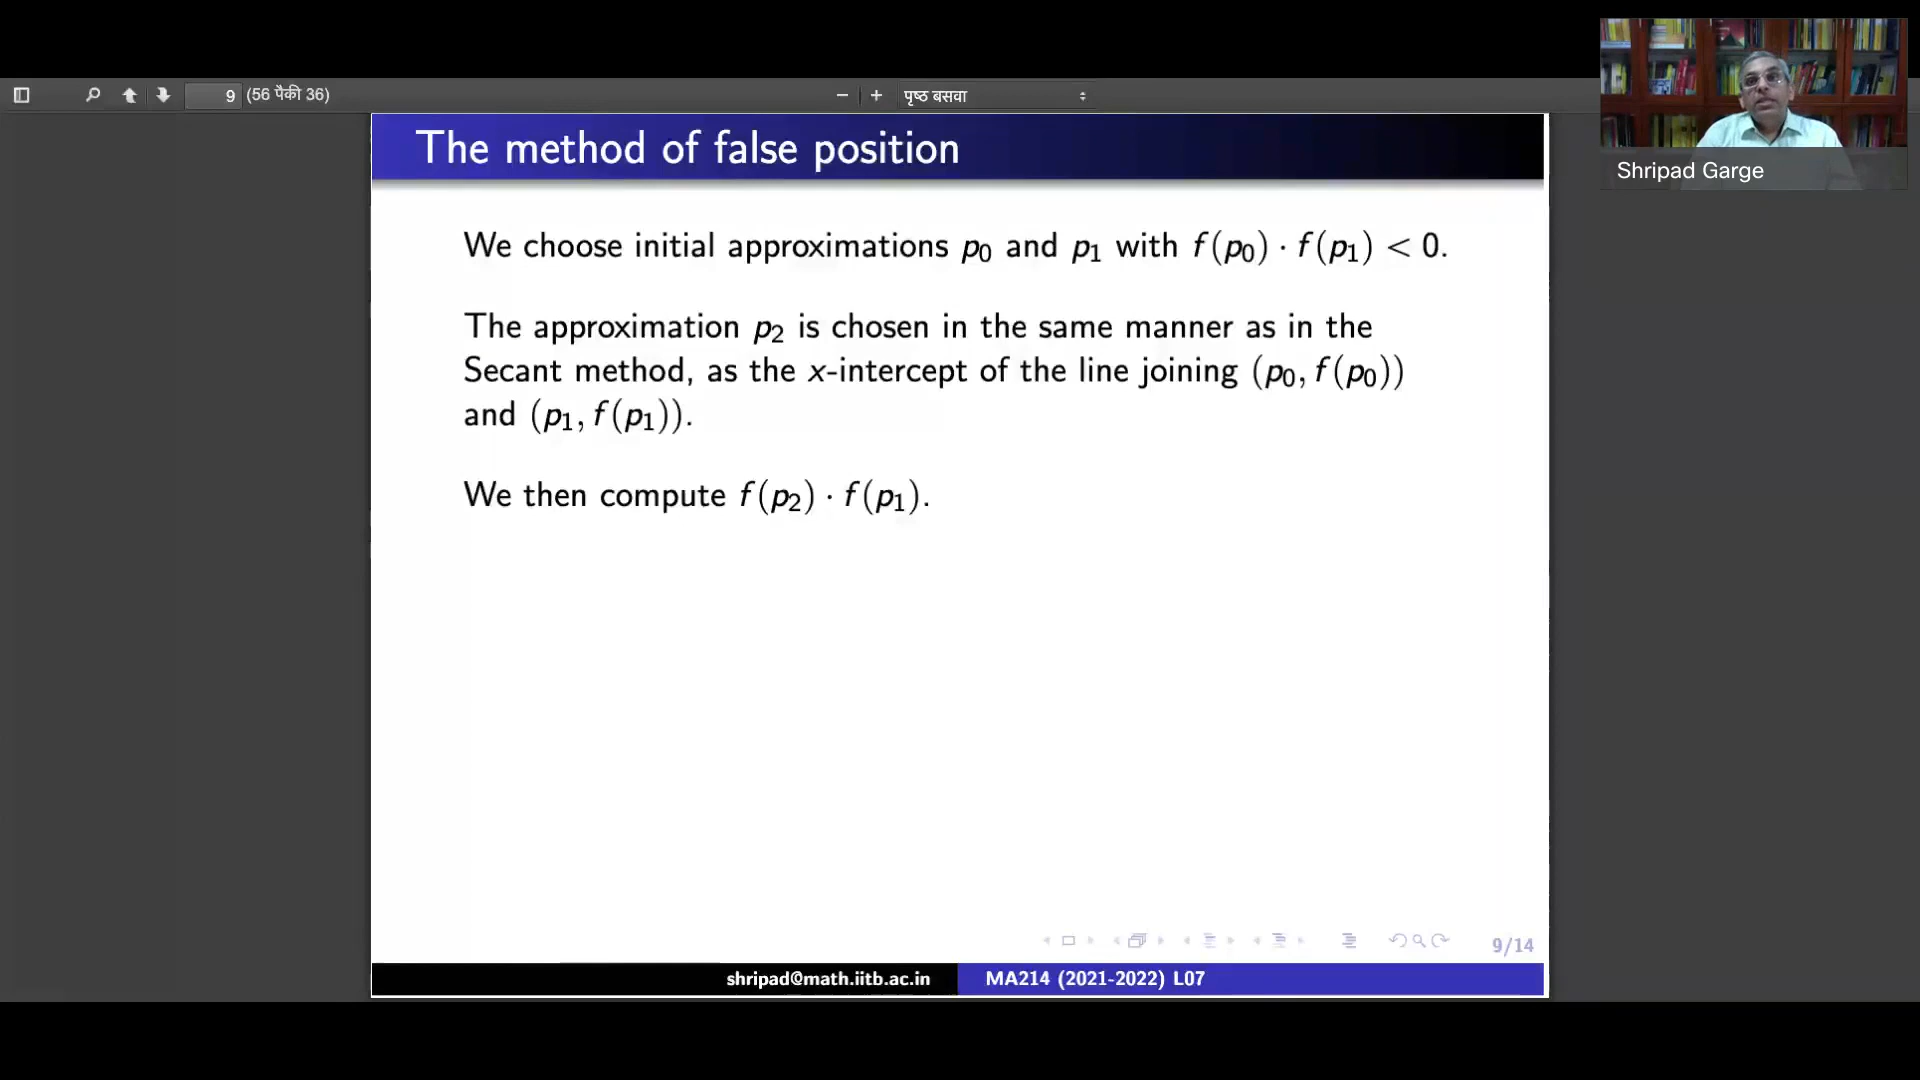 9 (56 पैकी 36)
पृष्ठ बसवा
Shripad Garge
The method of false position
We choose initial approximations p₀ and p₁ with f(p₀) · f(p₁) < 0.
The approximation p₂ is chosen in the same manner as in the
Secant method, as the x-intercept of the line joining (p₀, f(p₀))
and (p₁, f(p₁)).
We then compute f(p₂) · f(p₁).
9/14
shripad@math.iitb.ac.in MA214 (2021-2022) L07